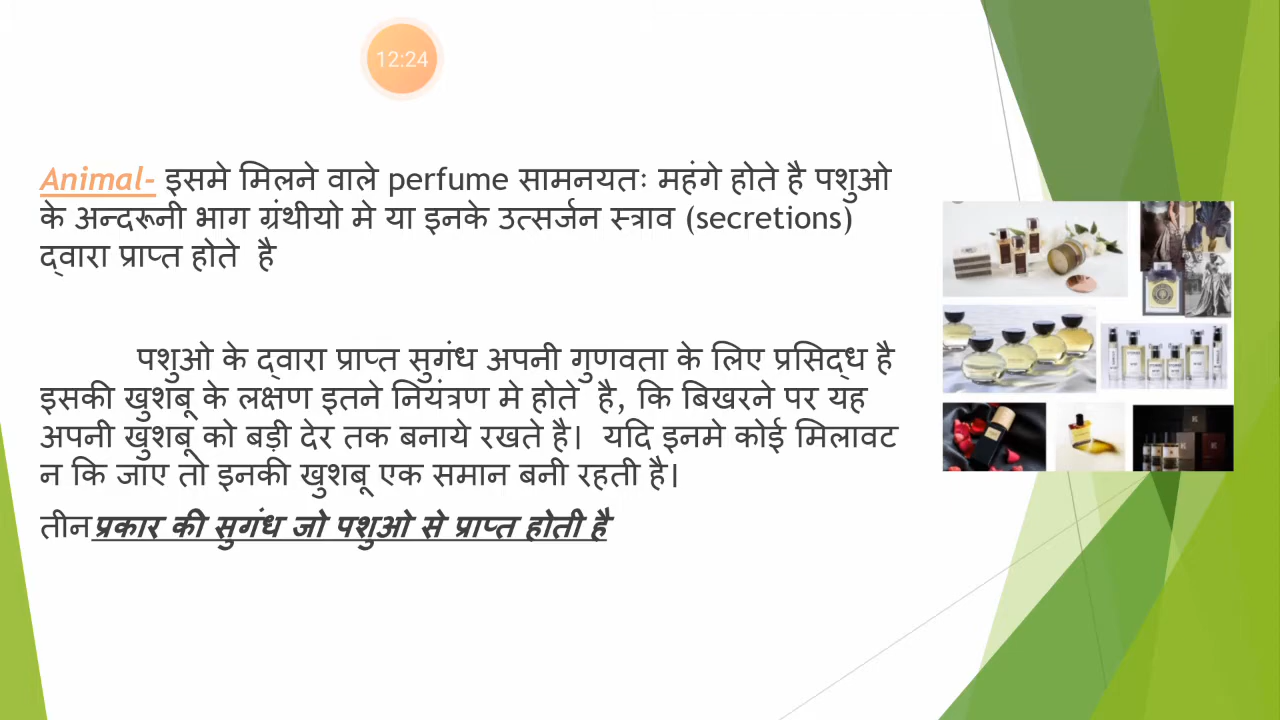 12:24
Animal- इसमे मिलने वाले perfume सामनयतः महंगे होते है पशुओ
के अन्दरूनी भाग ग्रंथीयो मे या इनके उत्सर्जन स्त्राव (secretions)
द्वारा प्राप्त होते है
पशुओ के द्वारा प्राप्त सुगंध अपनी गुणवता के लिए प्रसिद्ध है
इसकी खुशबू के लक्षण इतने नियंत्रण मे होते है, कि बिखरने पर यह
अपनी खुशबू को बड़ी देर तक बनाये रखते है। यदि इनमे कोई मिलावट
न कि जाए तो इनकी खुशबू एक समान बनी रहती है।
तीन प्रकार की सुगंध जो पशुओ से प्राप्त होती है